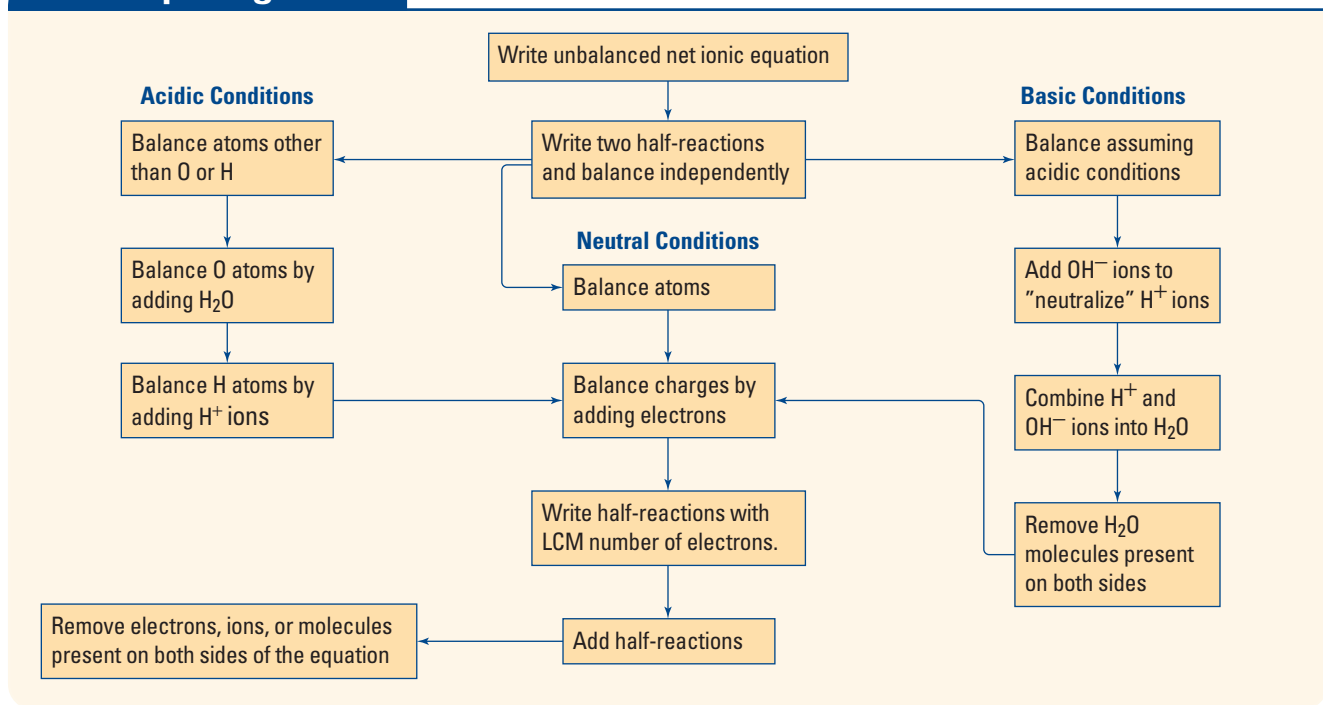 Write unbalanced net ionic equation
Acidic Conditions
Basic Conditions
Balance atoms other
than O or H
Write two half-reactions
and balance independently
Balance assuming
acidic conditions
Neutral Conditions
Balance O atoms by
adding H₂O
Balance atoms
Add OH⁻ ions to
"neutralize" H⁺ ions
Balance H atoms by
adding H⁺ ions
Balance charges by
adding electrons
Combine H⁺ and
OH⁻ ions into H₂O
Write half-reactions with
LCM number of electrons.
Remove H₂O
molecules present
on both sides
Remove electrons, ions, or molecules
present on both sides of the equation
Add half-reactions